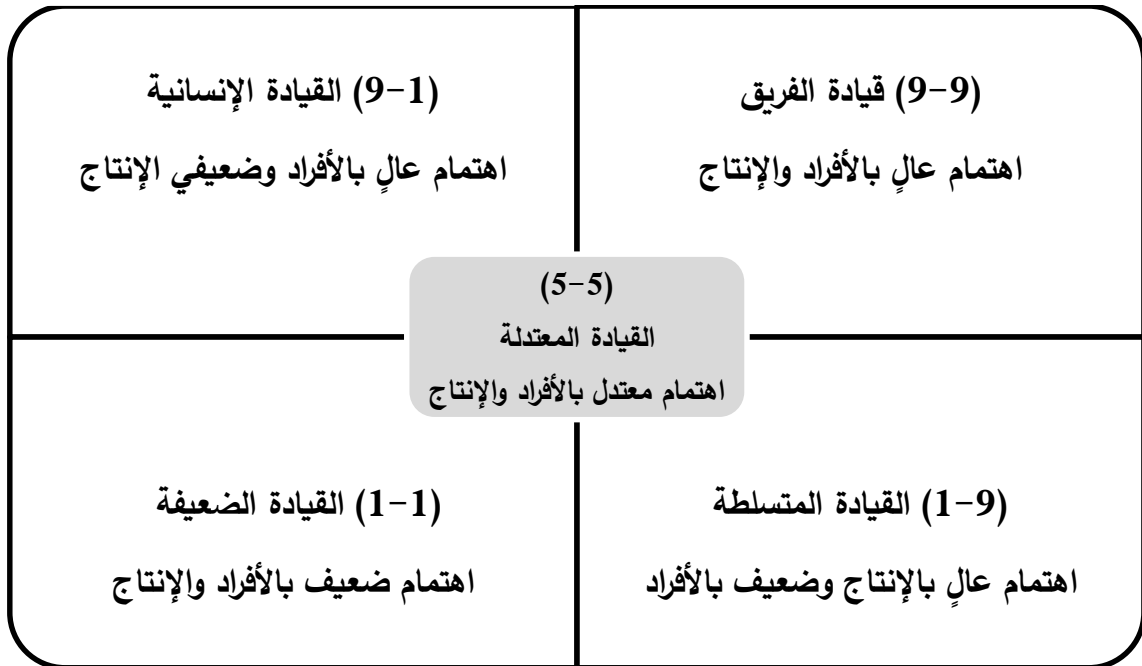 (9-9) قيادة الفريق
اهتمام عالٍ بالأفراد والإنتاج
(9-1) القيادة الإنسانية
اهتمام عالٍ بالأفراد وضعيفي الإنتاج
(5-5)
القيادة المعتدلة
اهتمام معتدل بالأفراد والإنتاج
(1-9) القيادة المتسلطة
اهتمام عالٍ بالإنتاج وضعيف بالأفراد
(1-1) القيادة الضعيفة
اهتمام ضعيف بالأفراد والإنتاج